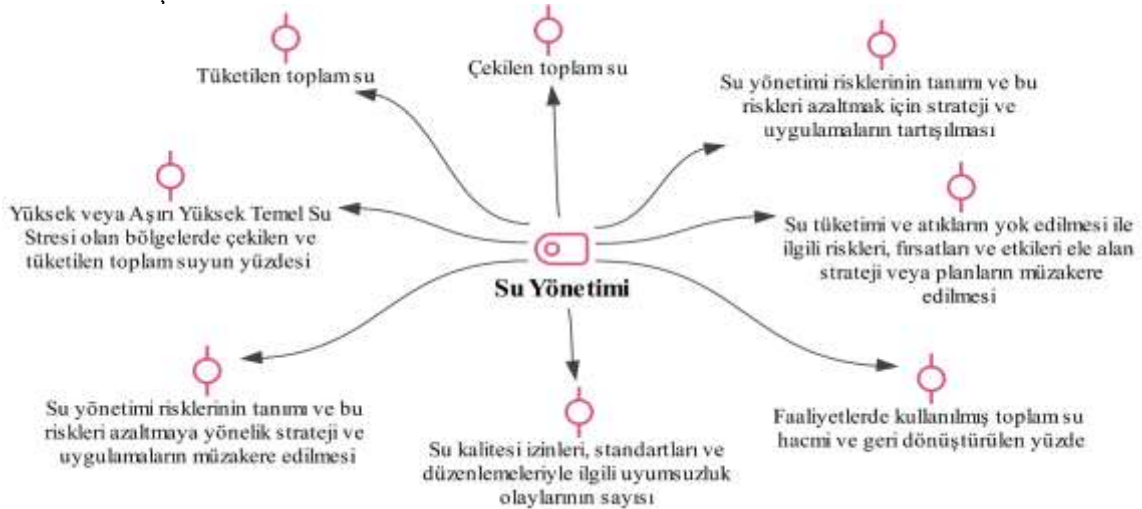 Tüketilen toplam su
Çekilen toplam su
Su yönetimi risklerinin tanımı ve bu
riskleri azaltmak için strateji ve
uygulamaların tartışılması
Yüksek veya Aşırı Yüksek Temel Su
Stresi olan bölgelerde çekilen ve
tüketilen toplam suyun yüzdesi
Su tüketimi ve atıkların yok edilmesi ile
ilgili riskleri, fırsatları ve etkileri ele alan
strateji veya planların müzakere
edilmesi
Su Yönetimi
Su yönetimi risklerinin tanımı ve bu
riskleri azaltmaya yönelik strateji ve
uygulamaların müzakere edilmesi
Su kalitesi izinleri, standartları ve
düzenlemeleriyle ilgili uyumsuzluk
olaylarının sayısı
Faaliyetlerde kullanılmış toplam su
hacmi ve geri dönüştürülen yüzde